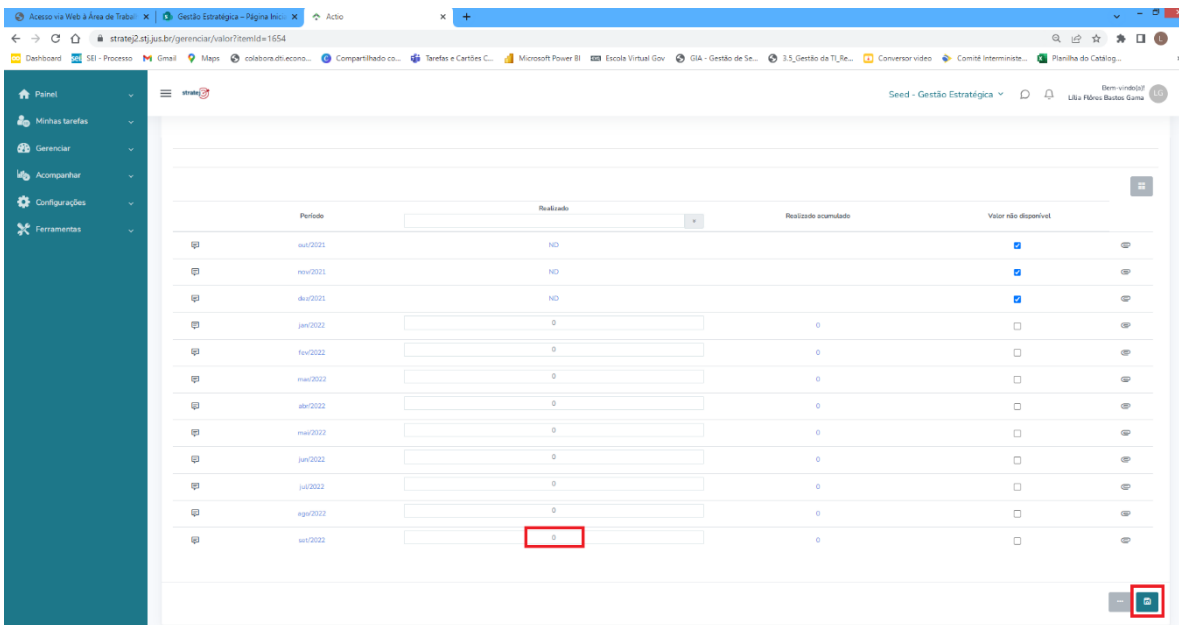 Acesso via Web à Área de Trabal
Gestão Estratégica – Página Inici
Actio
stratej2.stj.jus.br/gerenciar/valor?itemId=1654
Dashboard
SEI - Processo
Gmail
Maps
colabora.dti.econo...
Compartilhado co...
Tarefas e Cartões C...
Microsoft Power BI
Escola Virtual Gov
GIA - Gestão de Se...
3.5_Gestão da TI_Re...
Conversor video
Comitê Interministe...
Planilha do Catálog...
Painel
Minhas tarefas
Gerenciar
Acompanhar
Configurações
Ferramentas
stratej
Seed - Gestão Estratégica
Bem-vindo(a)!
Lília Flôres Bastos Gama
LG
Período Realizado Realizado acumulado Valor não disponível
out/2021 ND
nov/2021 ND
dez/2021 ND
jan/2022 0 0
fev/2022 0 0
mar/2022 0 0
abr/2022 0 0
mai/2022 0 0
jun/2022 0 0
jul/2022 0 0
ago/2022 0 0
set/2022 0 0